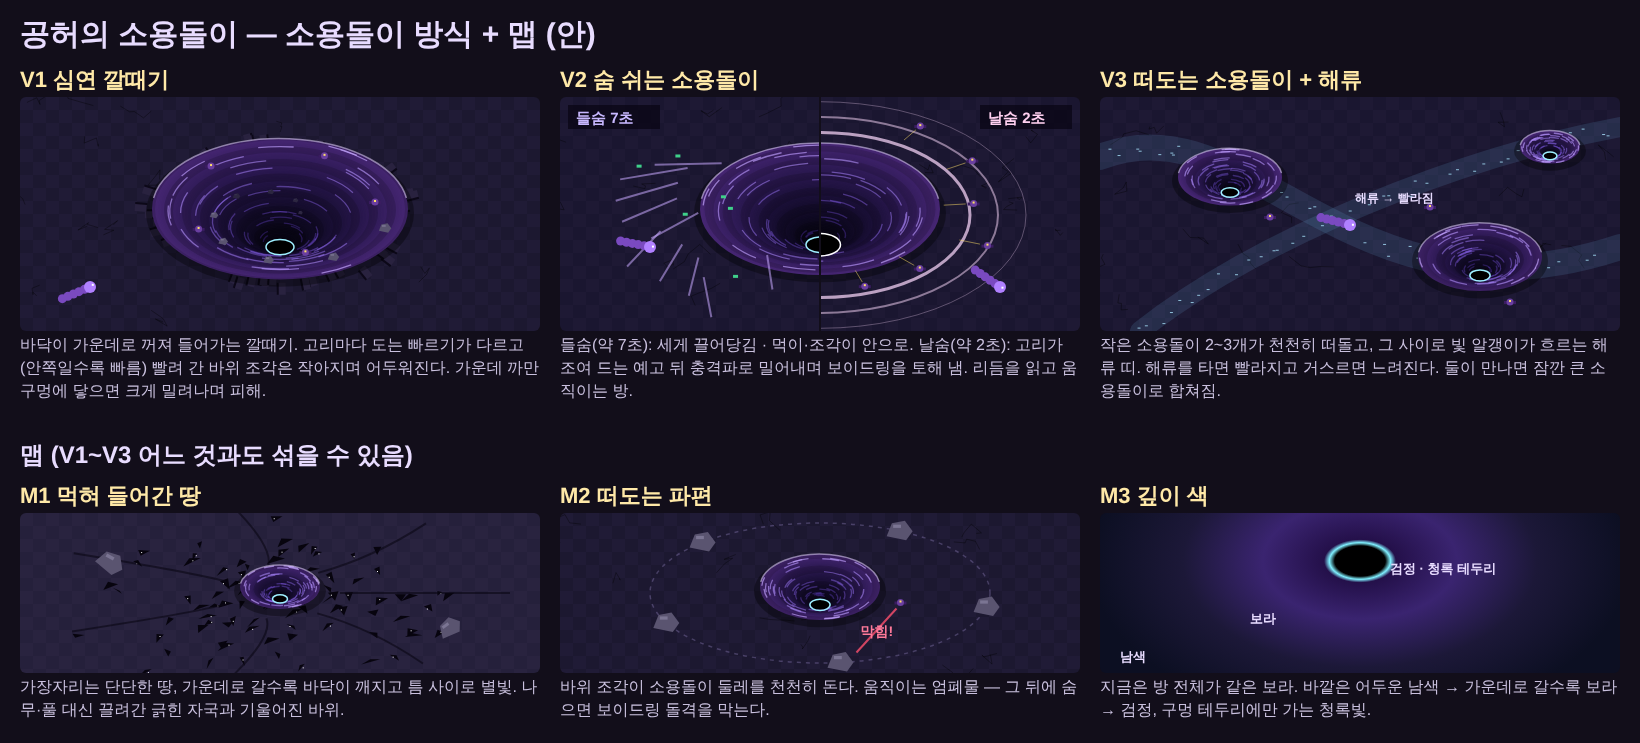 공허의 소용돌이 — 소용돌이 방식 + 맵 (안)
V1 심연 깔때기
V2 숨 쉬는 소용돌이
V3 떠도는 소용돌이 + 해류
들숨 7초
날숨 2초
해류 → 빨라짐
바닥이 가운데로 꺼져 들어가는 깔때기. 고리마다 도는 빠르기가 다르고
(안쪽일수록 빠름) 빨려 간 바위 조각은 작아지며 어두워진다. 가운데 까만
구멍에 닿으면 크게 밀려나며 피해.
들숨(약 7초): 세게 끌어당김 · 먹이·조각이 안으로. 날숨(약 2초): 고리가
조여 드는 예고 뒤 충격파로 밀어내며 보이드링을 토해 냄. 리듬을 읽고 움
직이는 방.
작은 소용돌이 2~3개가 천천히 떠돌고, 그 사이로 빛 알갱이가 흐르는 해
류 띠. 해류를 타면 빨라지고 거스르면 느려진다. 둘이 만나면 잠깐 큰 소
용돌이로 합쳐짐.
맵 (V1~V3 어느 것과도 섞을 수 있음)
M1 먹혀 들어간 땅
M2 떠도는 파편
M3 깊이 색
막힘!
검정 · 청록 테두리
보라
남색
가장자리는 단단한 땅, 가운데로 갈수록 바닥이 깨지고 틈 사이로 별빛. 나
무·풀 대신 끌려간 긁힌 자국과 기울어진 바위.
바위 조각이 소용돌이 둘레를 천천히 돈다. 움직이는 엄폐물 — 그 뒤에 숨
으면 보이드링 돌격을 막는다.
지금은 방 전체가 같은 보라. 바깥은 어두운 남색 → 가운데로 갈수록 보라
→ 검정, 구멍 테두리에만 가는 청록빛.